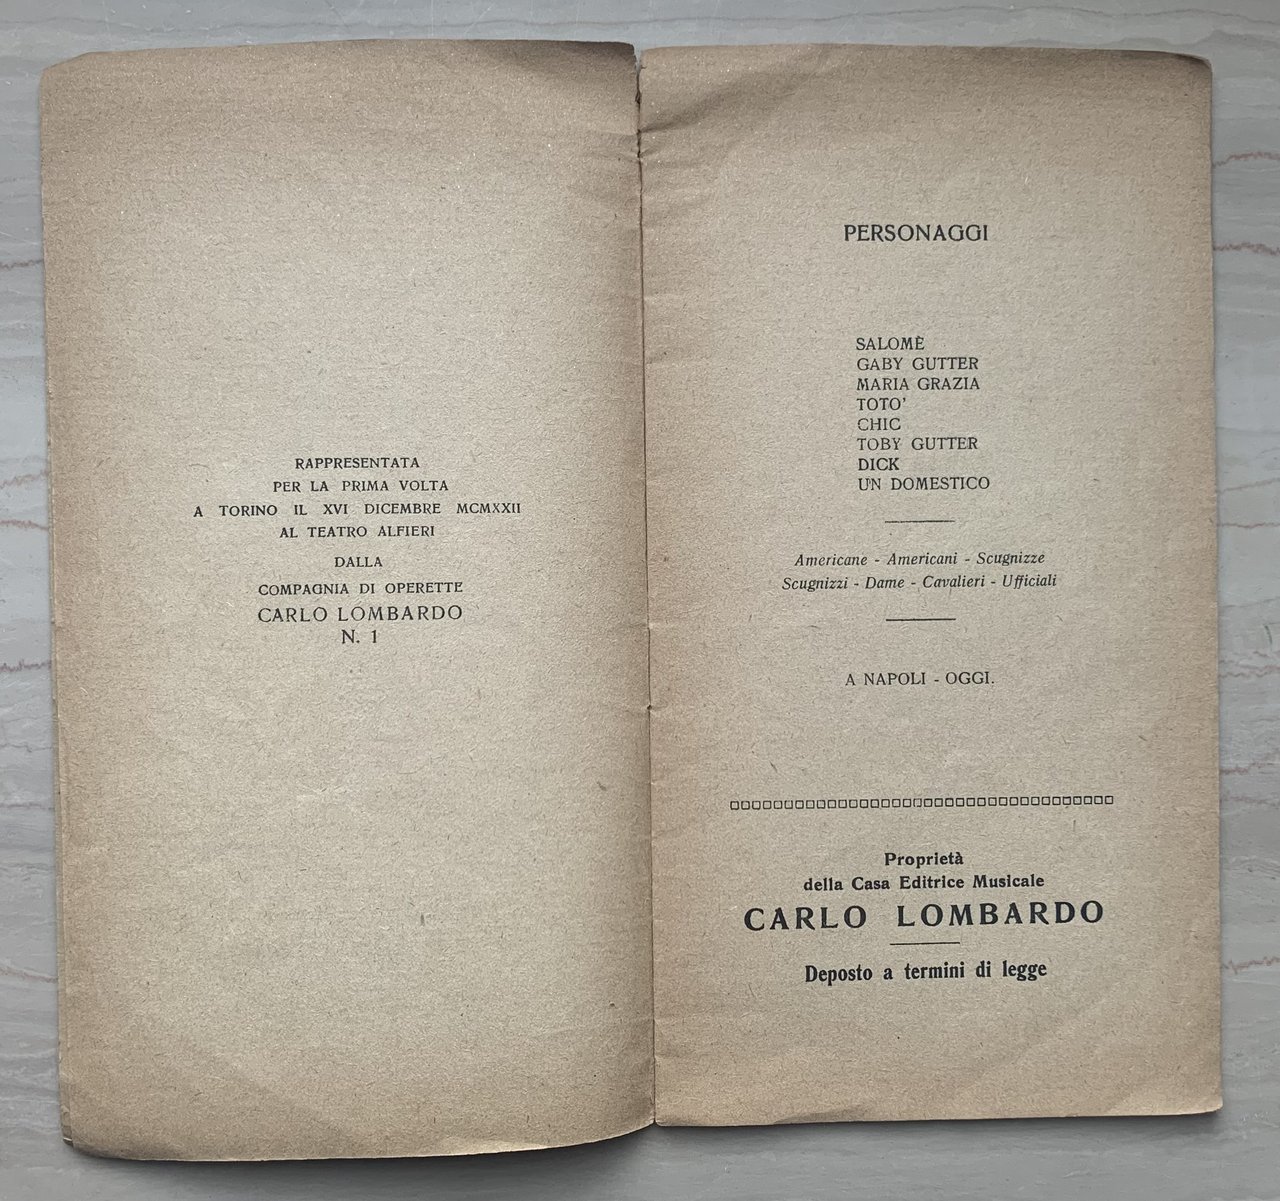 RAPPRESENTATA
PER LA PRIMA VOLTA
A TORINO IL XVI DICEMBRE MCMXXII
AL TEATRO ALFIERI
DALLA
COMPAGNIA DI OPERETTE
CARLO LOMBARDO
N. 1
PERSONAGGI
SALOMÈ
GABY GUTTER
MARIA GRAZIA
TOTO'
CHIC
TOBY GUTTER
DICK
UN DOMESTICO
Americane - Americani - Scugnizze
Scugnizzi - Dame - Cavalieri - Ufficiali
A NAPOLI - OGGI.
Proprietà
della Casa Editrice Musicale
CARLO LOMBARDO
Deposto a termini di legge